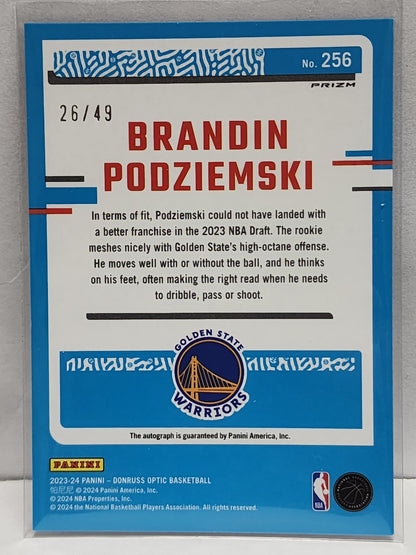 No. 256
PRIZM
26/49
BRANDIN
PODZIEMSKI
In terms of fit, Podziemski could not have landed with
a better franchise in the 2023 NBA Draft. The rookie
meshes nicely with Golden State's high-octane offense.
He moves well with or without the ball, and he thinks
on his feet, often making the right read when he needs
to dribble, pass or shoot.
GOLDEN STATE
WARRIORS
The autograph is guaranteed by Panini America, Inc.
PANINI
2023-24 PANINI – DONRUSS OPTIC BASKETBALL
帕尼尼 © 2024 Panini America, Inc.
© 2024 NBA Properties, Inc.
© 2024 the National Basketball Players Association. All rights reserved.
NBA